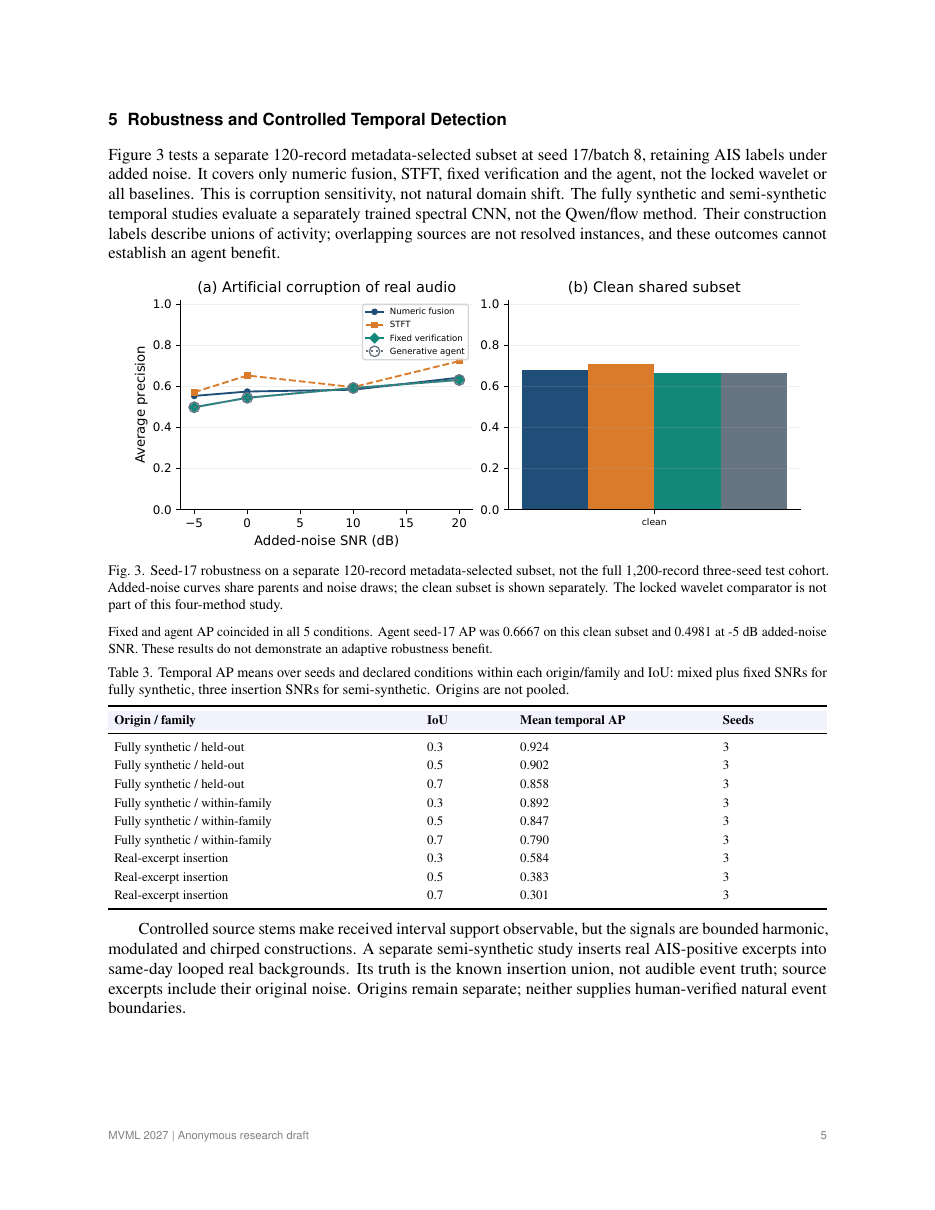 5 Robustness and Controlled Temporal Detection
Figure 3 tests a separate 120-record metadata-selected subset at seed 17/batch 8, retaining AIS labels under
added noise. It covers only numeric fusion, STFT, fixed verification and the agent, not the locked wavelet or
all baselines. This is corruption sensitivity, not natural domain shift. The fully synthetic and semi-synthetic
temporal studies evaluate a separately trained spectral CNN, not the Qwen/flow method. Their construction
labels describe unions of activity; overlapping sources are not resolved instances, and these outcomes cannot
establish an agent benefit.
(a) Artificial corruption of real audio
1.0
0.8
0.6
0.4
0.2
0.0
Average precision
Numeric fusion
STFT
Fixed verification
Generative agent
−5 0 5 10 15 20
Added-noise SNR (dB)
(b) Clean shared subset
1.0
0.8
0.6
0.4
0.2
0.0
clean
Fig. 3. Seed-17 robustness on a separate 120-record metadata-selected subset, not the full 1,200-record three-seed test cohort.
Added-noise curves share parents and noise draws; the clean subset is shown separately. The locked wavelet comparator is not
part of this four-method study.
Fixed and agent AP coincided in all 5 conditions. Agent seed-17 AP was 0.6667 on this clean subset and 0.4981 at -5 dB added-noise
SNR. These results do not demonstrate an adaptive robustness benefit.
Table 3. Temporal AP means over seeds and declared conditions within each origin/family and IoU: mixed plus fixed SNRs for
fully synthetic, three insertion SNRs for semi-synthetic. Origins are not pooled.
Origin / family IoU Mean temporal AP Seeds
Fully synthetic / held-out 0.3 0.924 3
Fully synthetic / held-out 0.5 0.902 3
Fully synthetic / held-out 0.7 0.858 3
Fully synthetic / within-family 0.3 0.892 3
Fully synthetic / within-family 0.5 0.847 3
Fully synthetic / within-family 0.7 0.790 3
Real-excerpt insertion 0.3 0.584 3
Real-excerpt insertion 0.5 0.383 3
Real-excerpt insertion 0.7 0.301 3
Controlled source stems make received interval support observable, but the signals are bounded harmonic,
modulated and chirped constructions. A separate semi-synthetic study inserts real AIS-positive excerpts into
same-day looped real backgrounds. Its truth is the known insertion union, not audible event truth; source
excerpts include their original noise. Origins remain separate; neither supplies human-verified natural event
boundaries.
MVML 2027 | Anonymous research draft 5